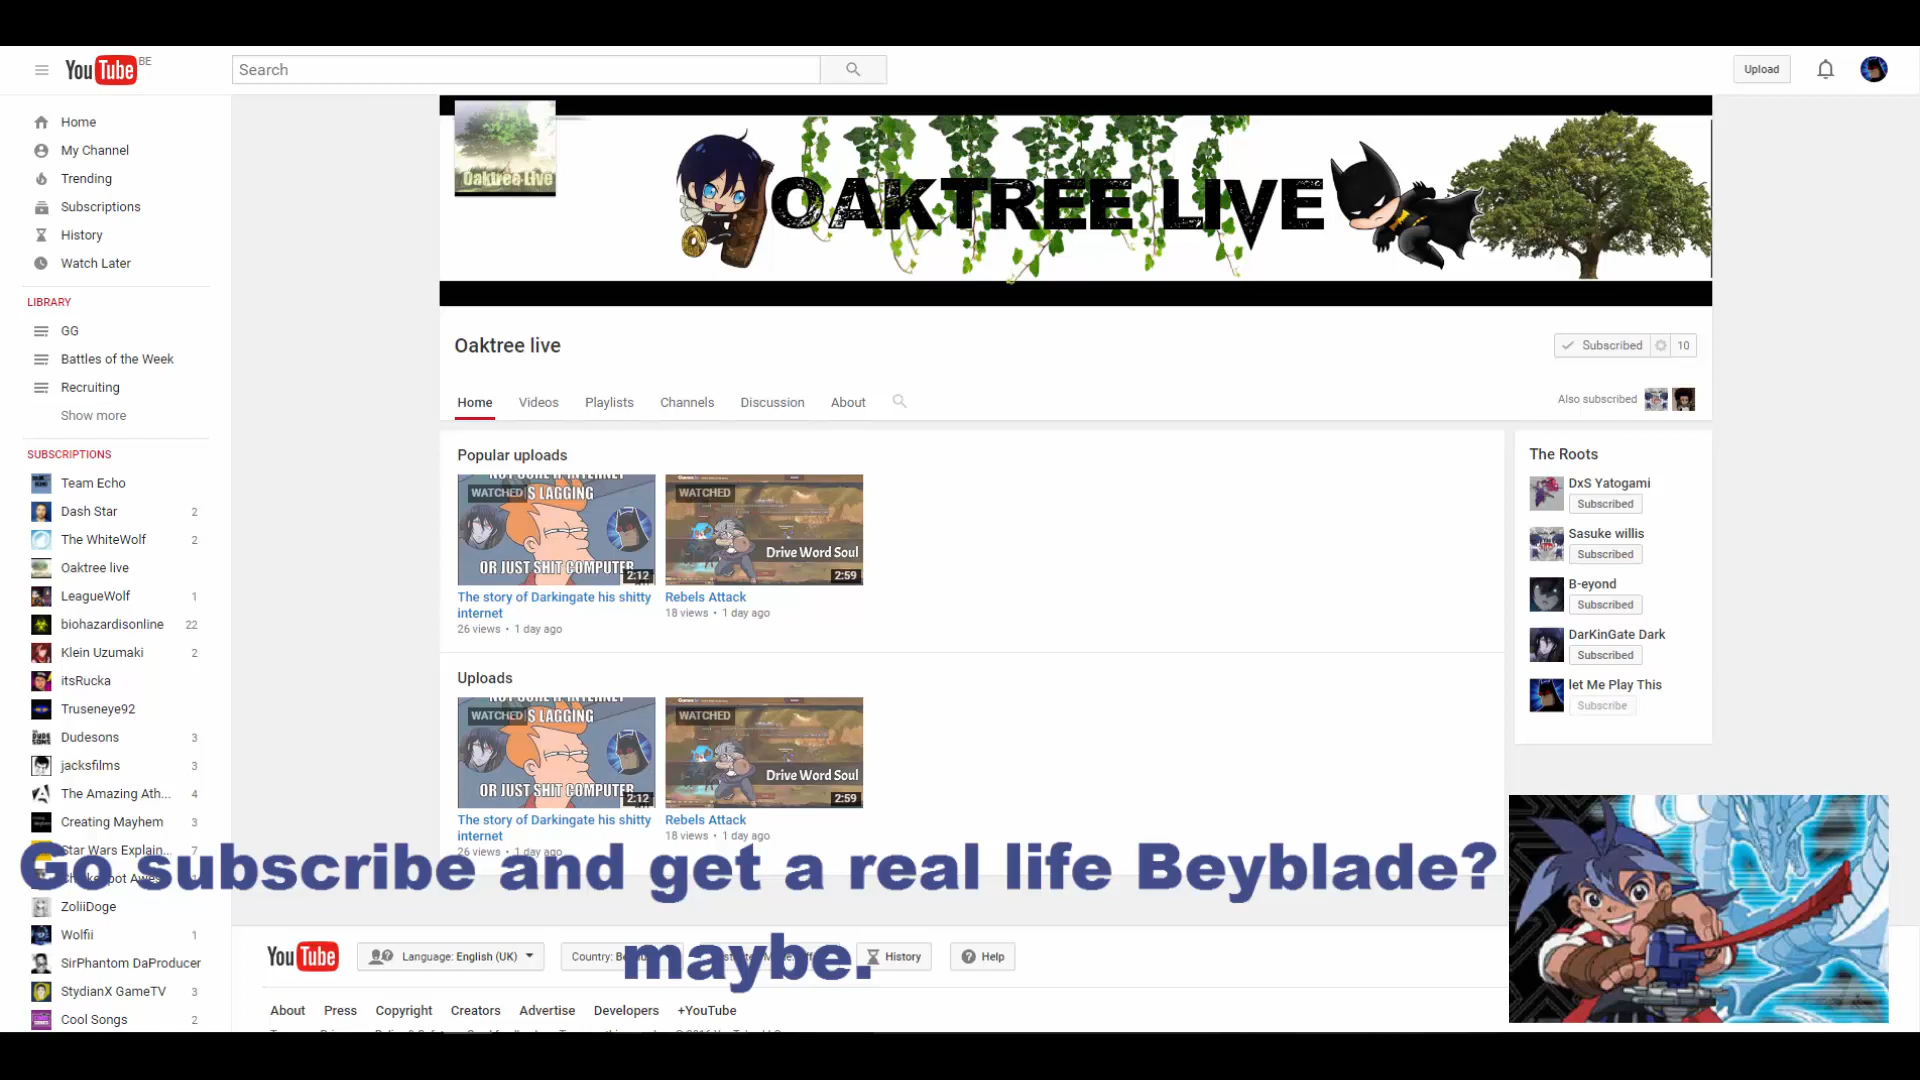 YouTube BE
Search
Upload
Home
My Channel
Trending
Subscriptions
History
Watch Later
LIBRARY
GG
Battles of the Week
Recruiting
Show more
SUBSCRIPTIONS
Team Echo
Dash Star 2
The WhiteWolf 2
Oaktree live
LeagueWolf 1
biohazardisonline 22
Klein Uzumaki 2
itsRucka
Truseneye92
Dudesons 3
jacksfilms 3
The Amazing Ath... 4
Creating Mayhem 3
Star Wars Explain... 7
ZoliiDoge
Wolfii 1
SirPhantom DaProducer
StydianX GameTV 3
Cool Songs 2
Oaktree Live
OAKTREE LIVE
Oaktree live
Subscribed 10
Home Videos Playlists Channels Discussion About
Also subscribed
Popular uploads
WATCHED
'S LAGGING
OR JUST SHIT COMPUTER
2:12
The story of Darkingate his shitty
internet
26 views • 1 day ago
WATCHED
Drive Word Soul
2:59
Rebels Attack
18 views • 1 day ago
Uploads
WATCHED
'S LAGGING
OR JUST SHIT COMPUTER
2:12
The story of Darkingate his shitty
internet
26 views • 1 day ago
WATCHED
Drive Word Soul
2:59
Rebels Attack
18 views • 1 day ago
The Roots
DxS Yatogami
Subscribed
Sasuke willis
Subscribed
B-eyond
Subscribed
DarKinGate Dark
Subscribed
let Me Play This
Subscribe
Go subscribe and get a real life Beyblade?
maybe.
YouTube
Language: English (UK)
Country:
History
Help
About Press Copyright Creators Advertise Developers +YouTube